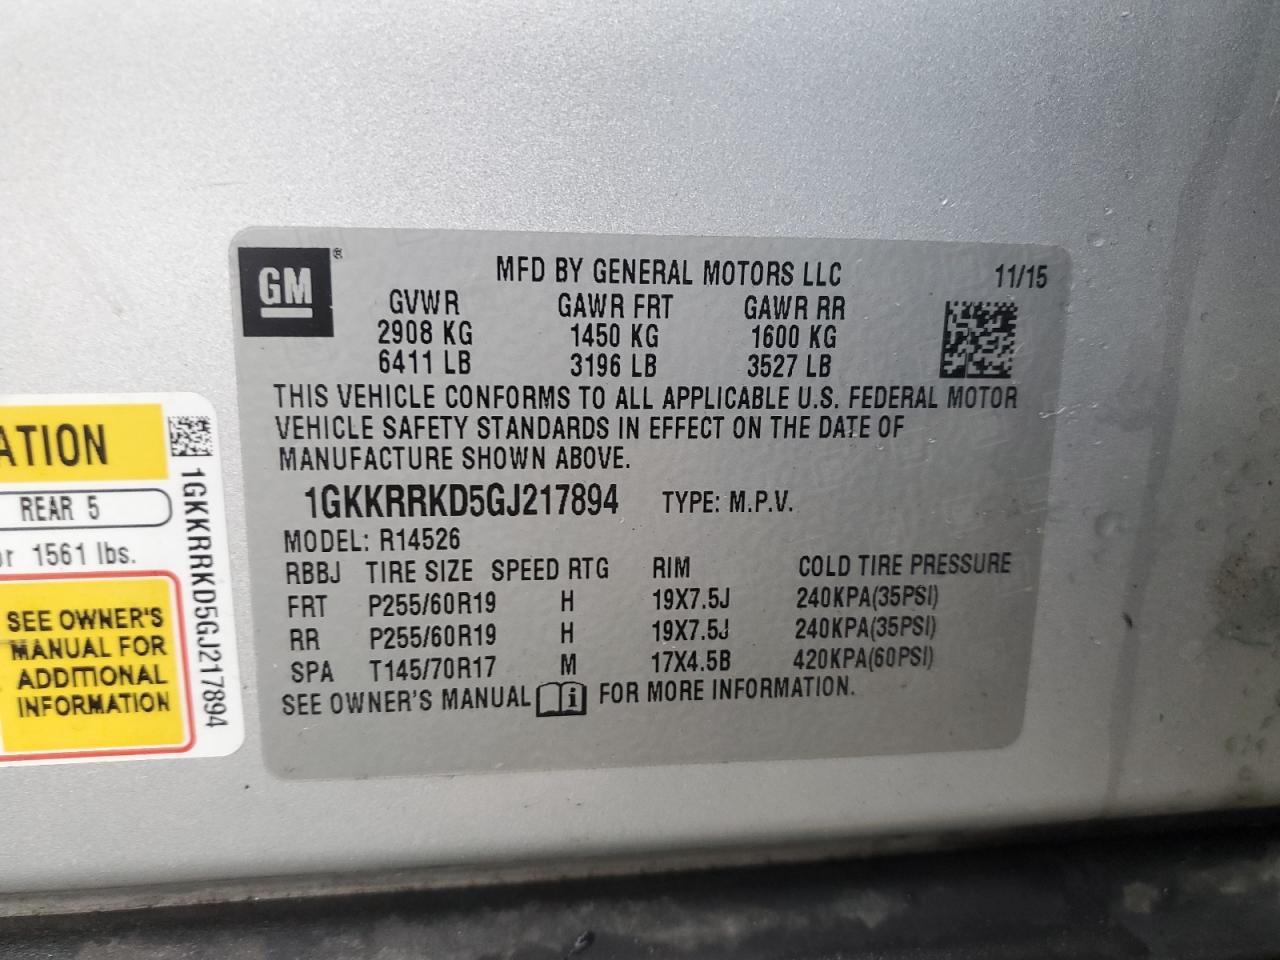 GM ®
MFD BY GENERAL MOTORS LLC 11/15
GVWR GAWR FRT GAWR RR
2908 KG 1450 KG 1600 KG
6411 LB 3196 LB 3527 LB
THIS VEHICLE CONFORMS TO ALL APPLICABLE U.S. FEDERAL MOTOR
VEHICLE SAFETY STANDARDS IN EFFECT ON THE DATE OF
MANUFACTURE SHOWN ABOVE.
1GKKRRKD5GJ217894 TYPE: M.P.V.
MODEL: R14526
RBBJ TIRE SIZE SPEED RTG RIM COLD TIRE PRESSURE
FRT P255/60R19 H 19X7.5J 240KPA(35PSI)
RR P255/60R19 H 19X7.5J 240KPA(35PSI)
SPA T145/70R17 M 17X4.5B 420KPA(60PSI)
SEE OWNER'S MANUAL i FOR MORE INFORMATION.
ATION
REAR 5
or 1561 lbs.
SEE OWNER'S
MANUAL FOR
ADDITIONAL
INFORMATION
1GKKRRKD5GJ217894